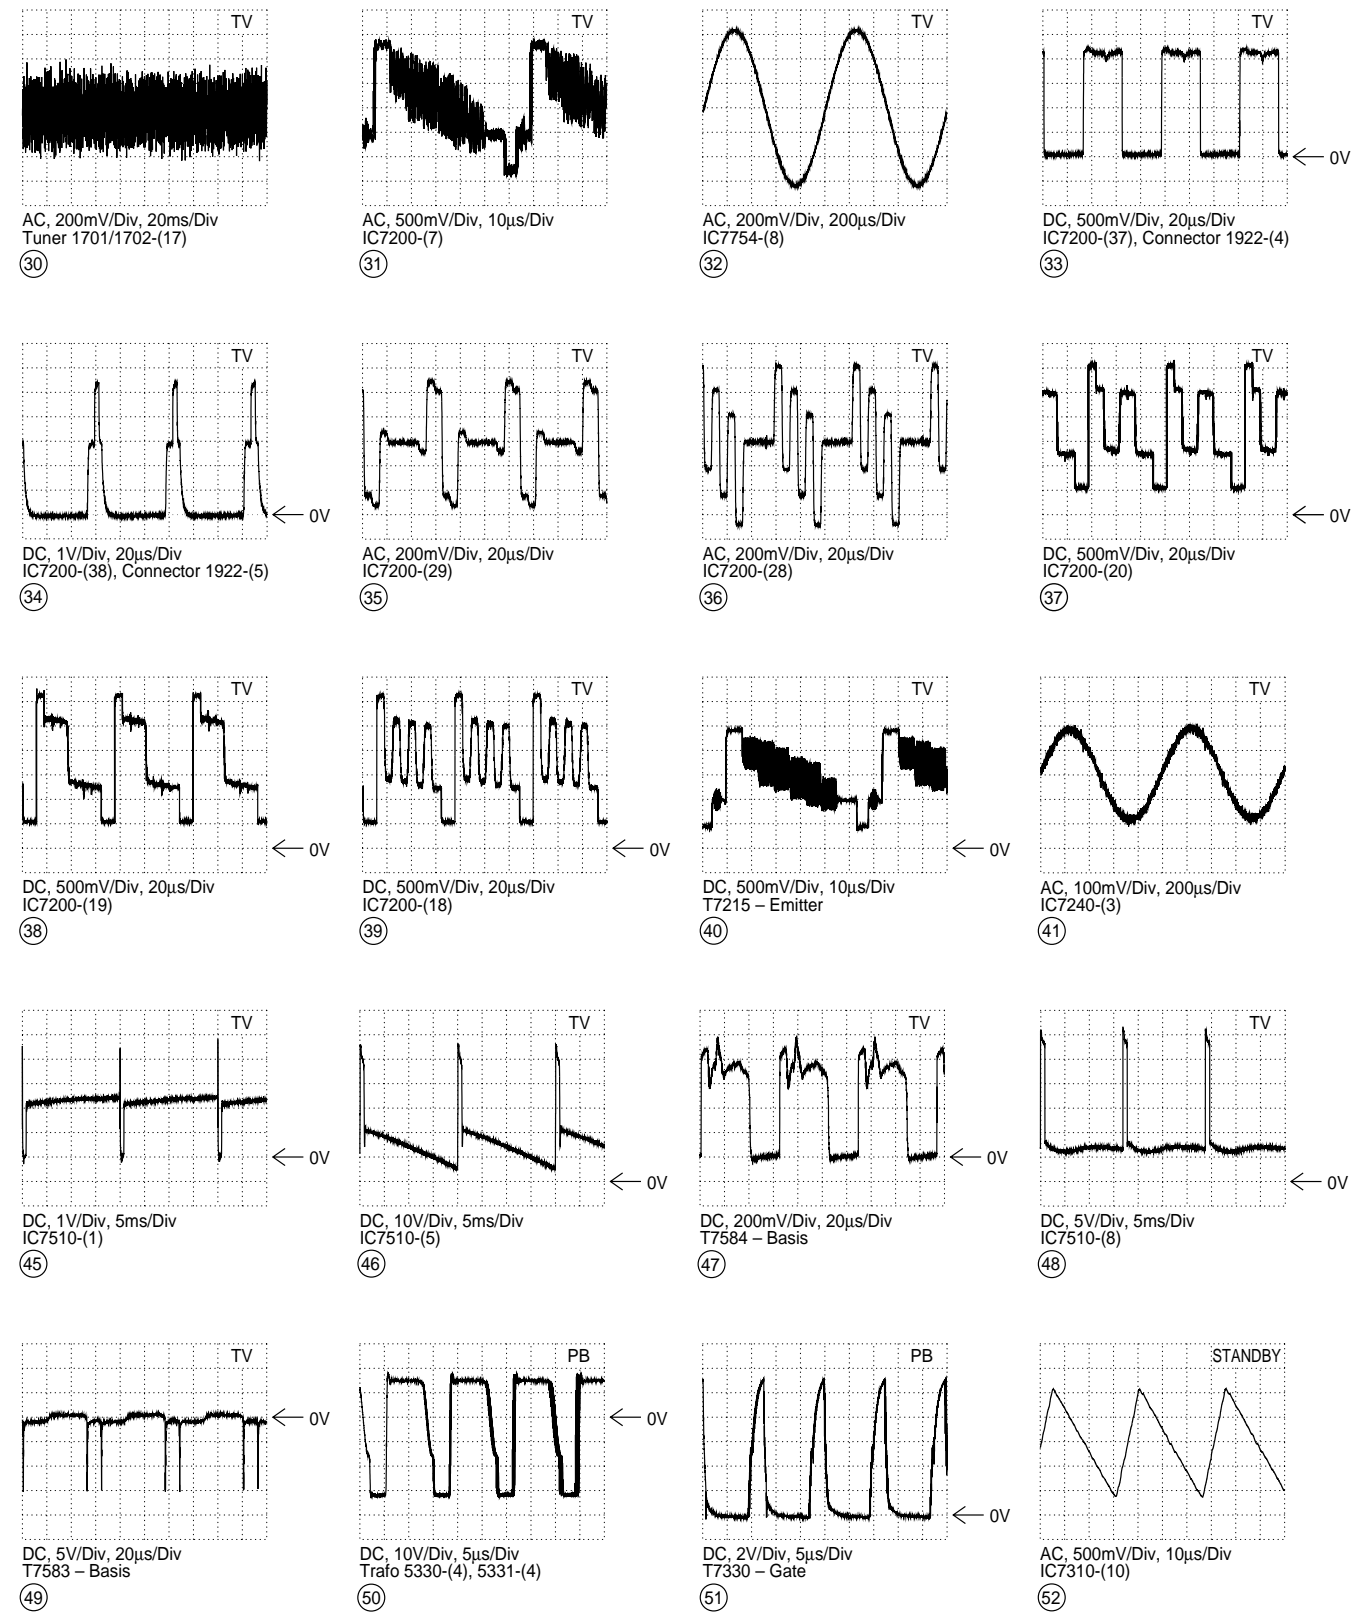 TV
AC, 200mV/Div, 20ms/Div
Tuner 1701/1702-(17)
30
TV
AC, 500mV/Div, 10µs/Div
IC7200-(7)
31
TV
AC, 200mV/Div, 200µs/Div
IC7754-(8)
32
TV
0V
DC, 500mV/Div, 20µs/Div
IC7200-(37), Connector 1922-(4)
33
TV
0V
DC, 1V/Div, 20µs/Div
IC7200-(38), Connector 1922-(5)
34
TV
AC, 200mV/Div, 20µs/Div
IC7200-(29)
35
TV
AC, 200mV/Div, 20µs/Div
IC7200-(28)
36
TV
0V
DC, 500mV/Div, 20µs/Div
IC7200-(20)
37
TV
0V
DC, 500mV/Div, 20µs/Div
IC7200-(19)
38
TV
0V
DC, 500mV/Div, 20µs/Div
IC7200-(18)
39
TV
0V
DC, 500mV/Div, 10µs/Div
T7215 – Emitter
40
TV
AC, 100mV/Div, 200µs/Div
IC7240-(3)
41
TV
0V
DC, 1V/Div, 5ms/Div
IC7510-(1)
45
TV
0V
DC, 10V/Div, 5ms/Div
IC7510-(5)
46
TV
0V
DC, 200mV/Div, 20µs/Div
T7584 – Basis
47
TV
0V
DC, 5V/Div, 5ms/Div
IC7510-(8)
48
TV
0V
DC, 5V/Div, 20µs/Div
T7583 – Basis
49
PB
0V
DC, 10V/Div, 5µs/Div
Trafo 5330-(4), 5331-(4)
50
PB
0V
DC, 2V/Div, 5µs/Div
T7330 – Gate
51
STANDBY
AC, 500mV/Div, 10µs/Div
IC7310-(10)
52